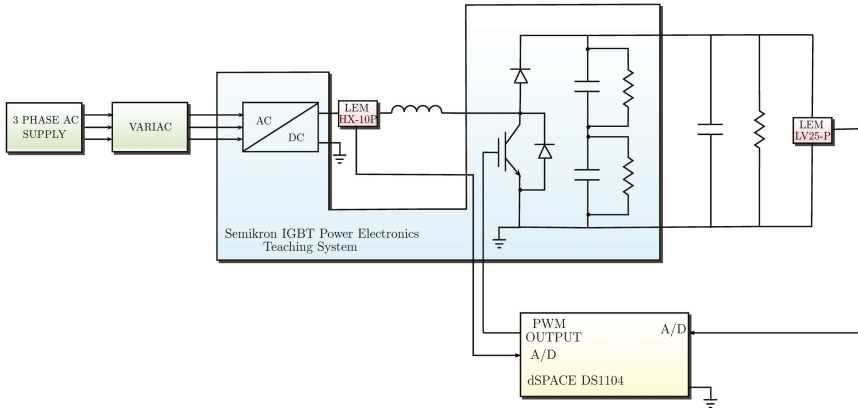 3 PHASE AC
SUPPLY
VARIAC
AC
DC
LEM
HX-10P
LEM
LV25-P
Semikron IGBT Power Electronics
Teaching System
PWM
OUTPUT
A/D
A/D
dSPACE DS1104